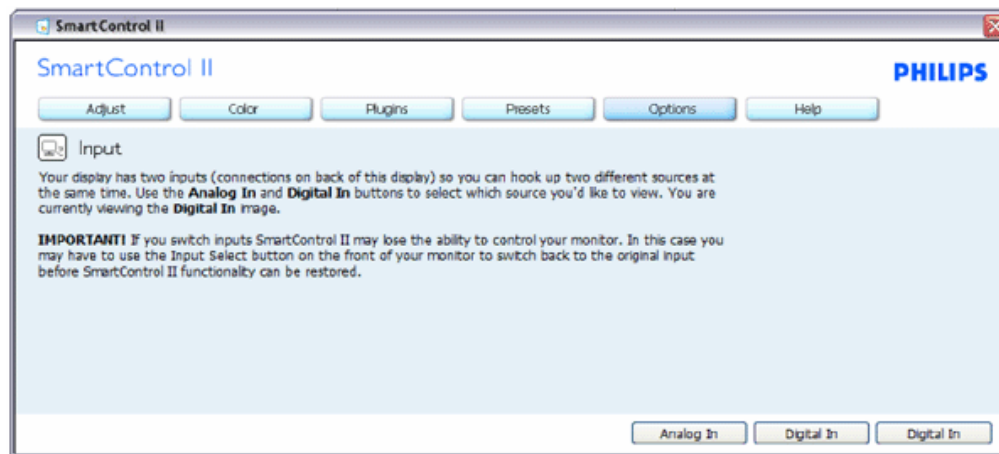 SmartControl II
SmartControl II
PHILIPS
Adjust Color Plugins Presets Options Help
Input
Your display has two inputs (connections on back of this display) so you can hook up two different sources at
the same time. Use the Analog In and Digital In buttons to select which source you'd like to view. You are
currently viewing the Digital In image.
IMPORTANT! If you switch inputs SmartControl II may lose the ability to control your monitor. In this case you
may have to use the Input Select button on the front of your monitor to switch back to the original input
before SmartControl II functionality can be restored.
Analog In Digital In Digital In